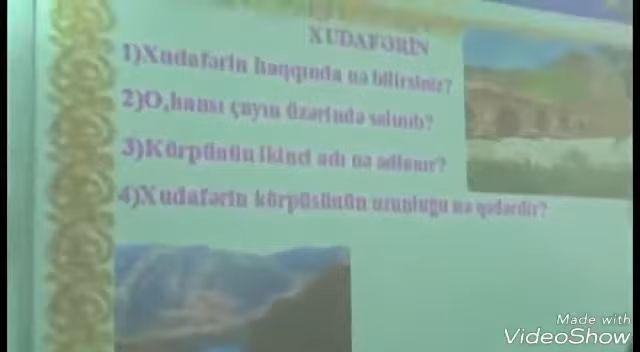 XUDAFƏRİN
1)Xudafərin haqqında nə bilirsiniz?
2)O,hansı çayın üzərində salınıb?
3)Körpünün ikinci adı nə adlanır?
4)Xudafərin körpüsünün uzunluğu nə qədərdir?
Made with
VideoShow